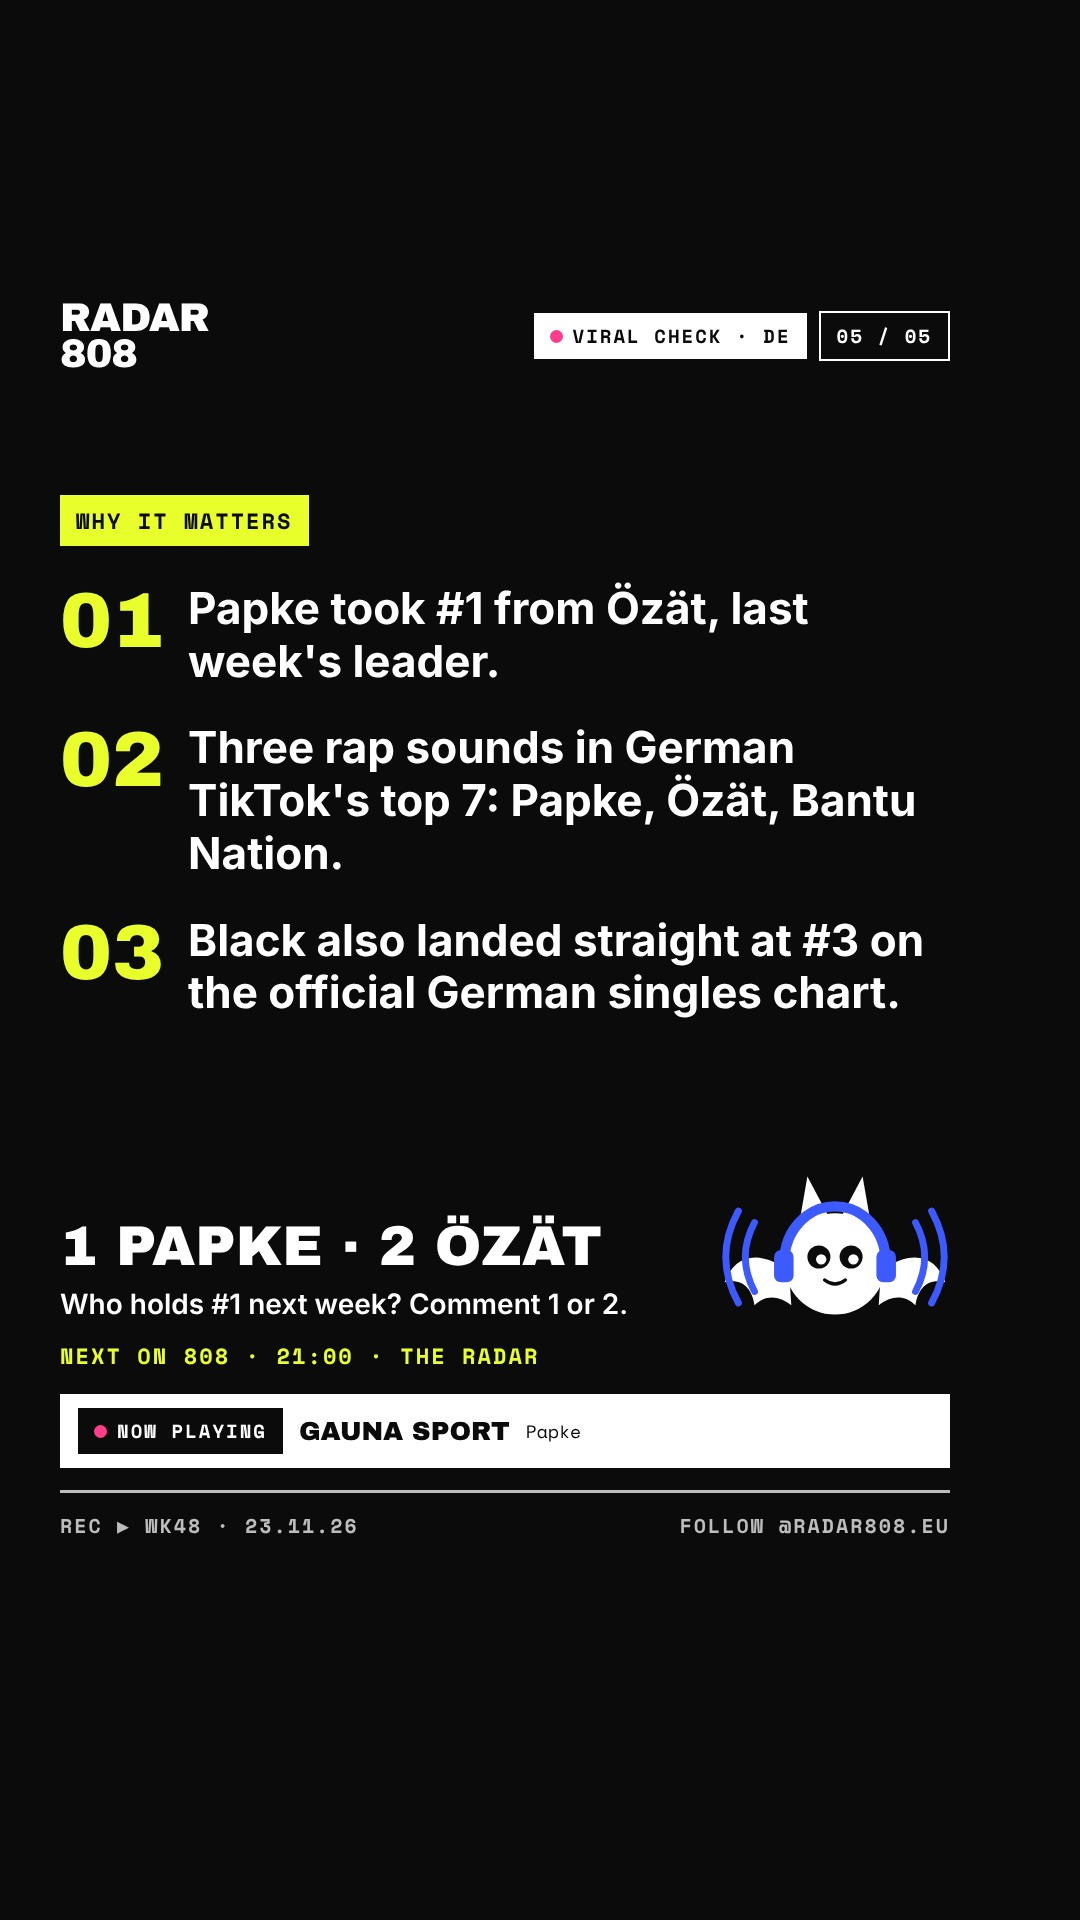 RADAR
808
VIRAL CHECK · DE
05 / 05
WHY IT MATTERS
01
Papke took #1 from Özät, last
week's leader.
02
Three rap sounds in German
TikTok's top 7: Papke, Özät, Bantu
Nation.
03
Black also landed straight at #3 on
the official German singles chart.
1 PAPKE · 2 ÖZÄT
Who holds #1 next week? Comment 1 or 2.
NEXT ON 808 · 21:00 · THE RADAR
NOW PLAYING GAUNA SPORT Papke
REC ▶ WK48 · 23.11.26
FOLLOW @RADAR808.EU